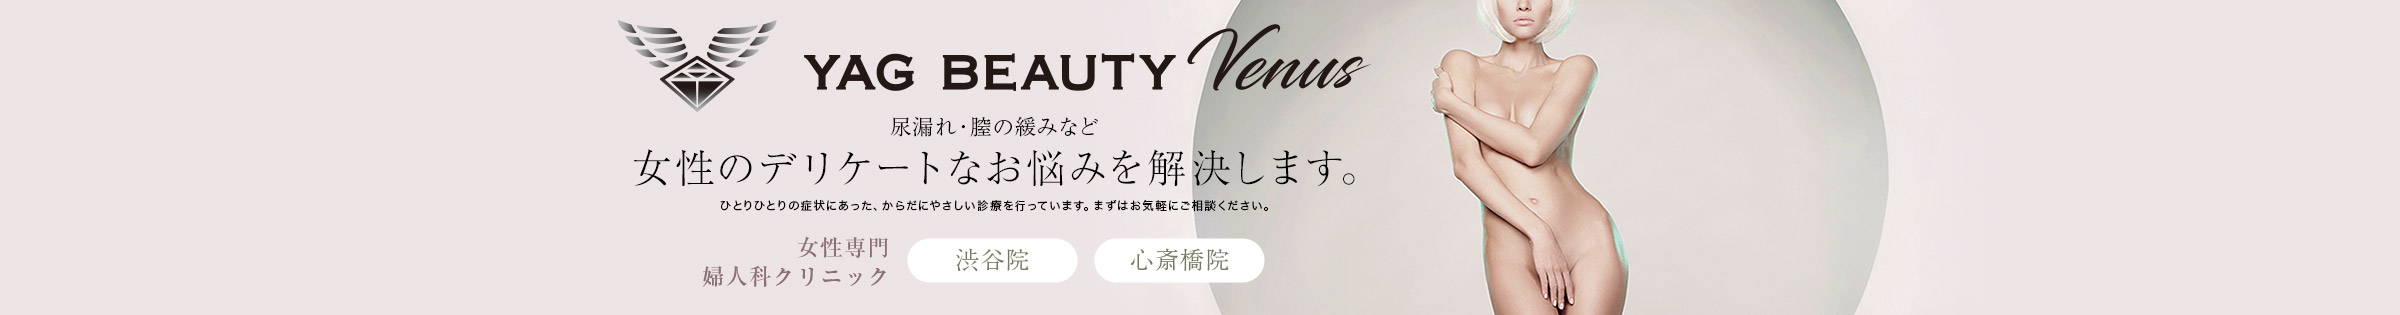 YAG BEAUTY Venus
尿漏れ・膣の緩みなど
女性のデリケートなお悩みを解決します。
ひとりひとりの症状にあった、からだにやさしい診療を行っています。まずはお気軽にご相談ください。
女性専門
婦人科クリニック
渋谷院
心斎橋院